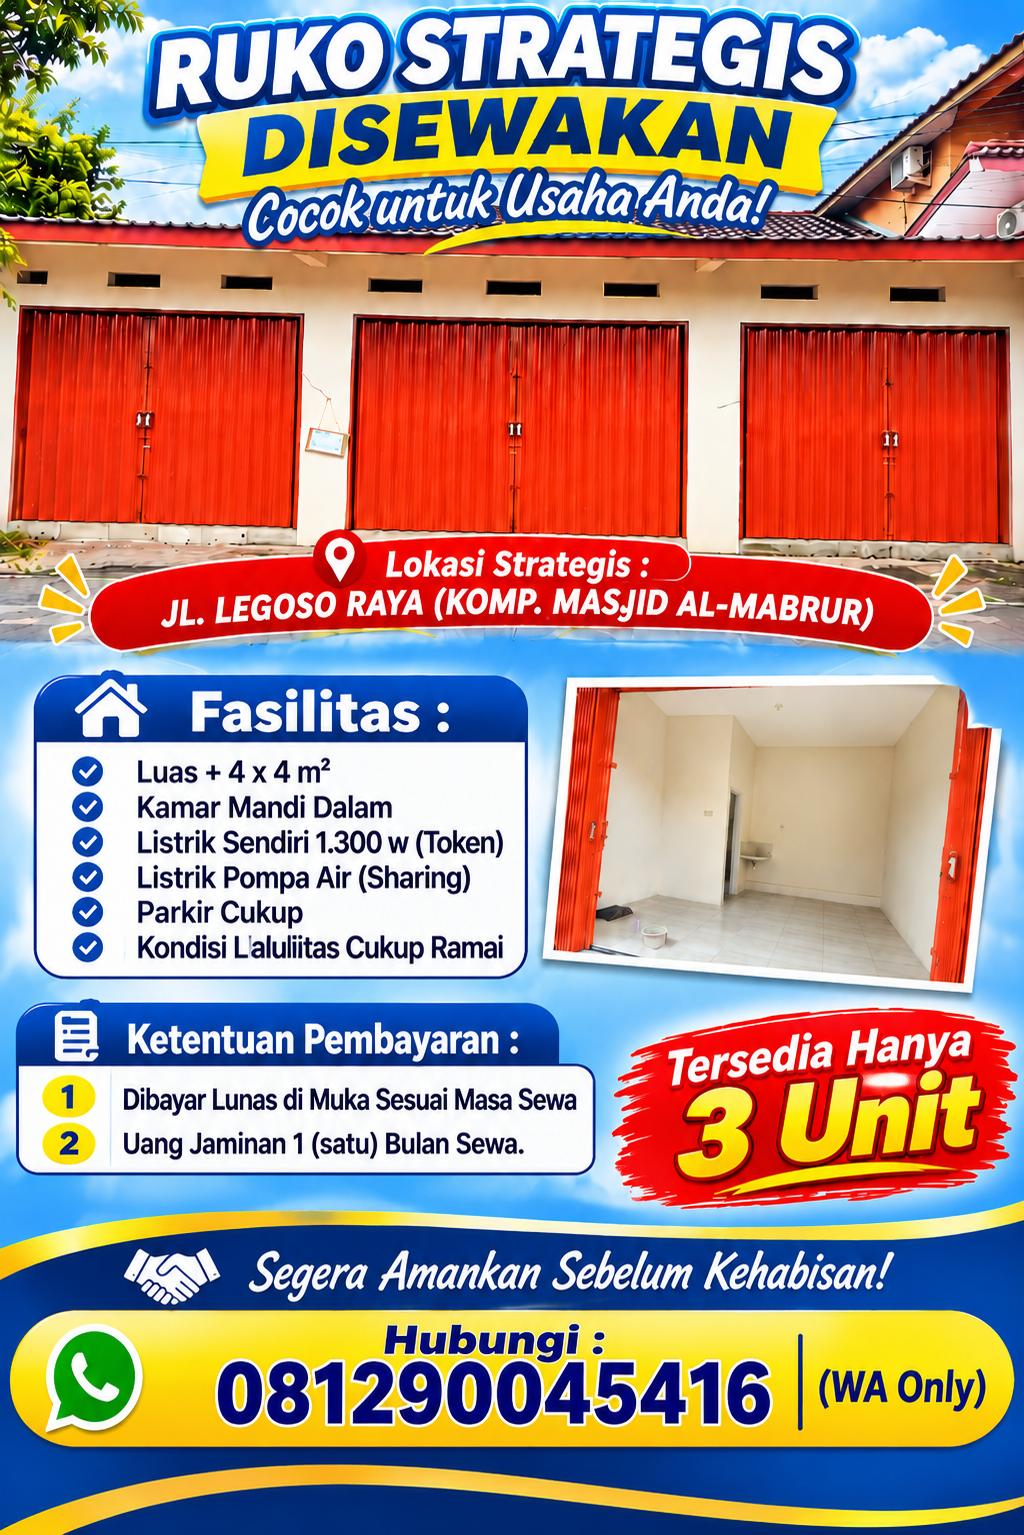 RUKO STRATEGIS
DISEWAKAN
Cocok untuk Usaha Anda!
Lokasi Strategis :
JL. LEGOSO RAYA (KOMP. MASJID AL-MABRUR)
Fasilitas :
Luas + 4 x 4 m²
Kamar Mandi Dalam
Listrik Sendiri 1.300 w (Token)
Listrik Pompa Air (Sharing)
Parkir Cukup
Kondisi Llaluliitas Cukup Ramai
Ketentuan Pembayaran :
1 Dibayar Lunas di Muka Sesuai Masa Sewa
2 Uang Jaminan 1 (satu) Bulan Sewa.
Tersedia Hanya
3 Unit
Segera Amankan Sebelum Kehabisan!
Hubungi :
081290045416
(WA Only)